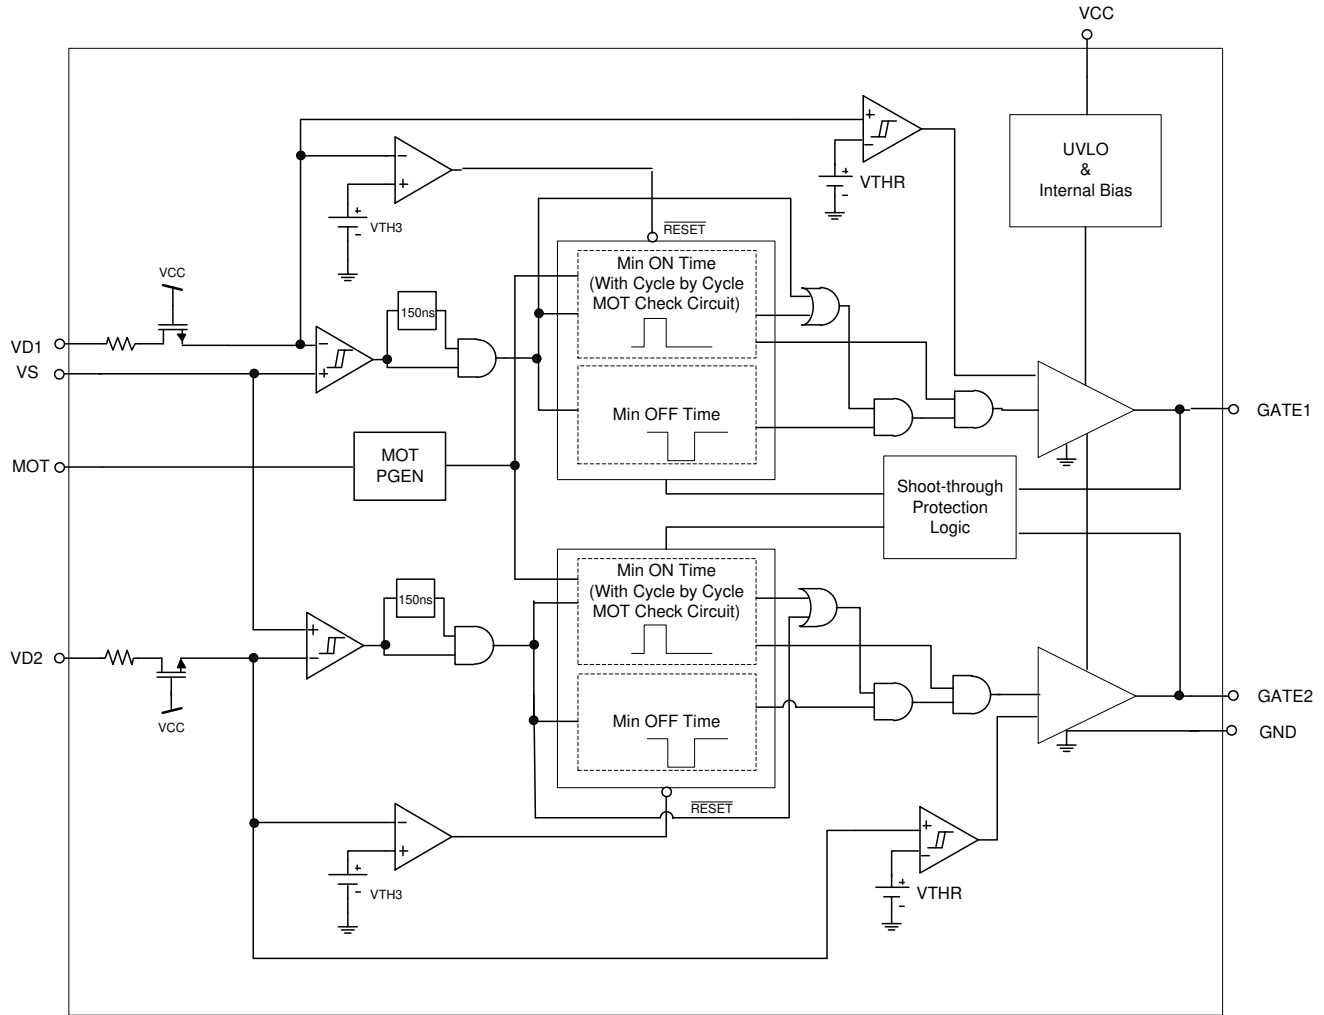 VCC
UVLO
&
Internal Bias
+
-
+
-
VTHR
-
+
+
-
VTH3
RESET
Min ON Time
(With Cycle by Cycle
MOT Check Circuit)
VCC
150ns
VD1
VS
-
+
Min OFF Time
GATE1
MOT
MOT
PGEN
Shoot-through
Protection
Logic
Min ON Time
(With Cycle by Cycle
MOT Check Circuit)
150ns
+
-
VD2
VCC
Min OFF Time
GATE2
GND
RESET
-
+
+
-
VTH3
+
-
+
-
VTHR